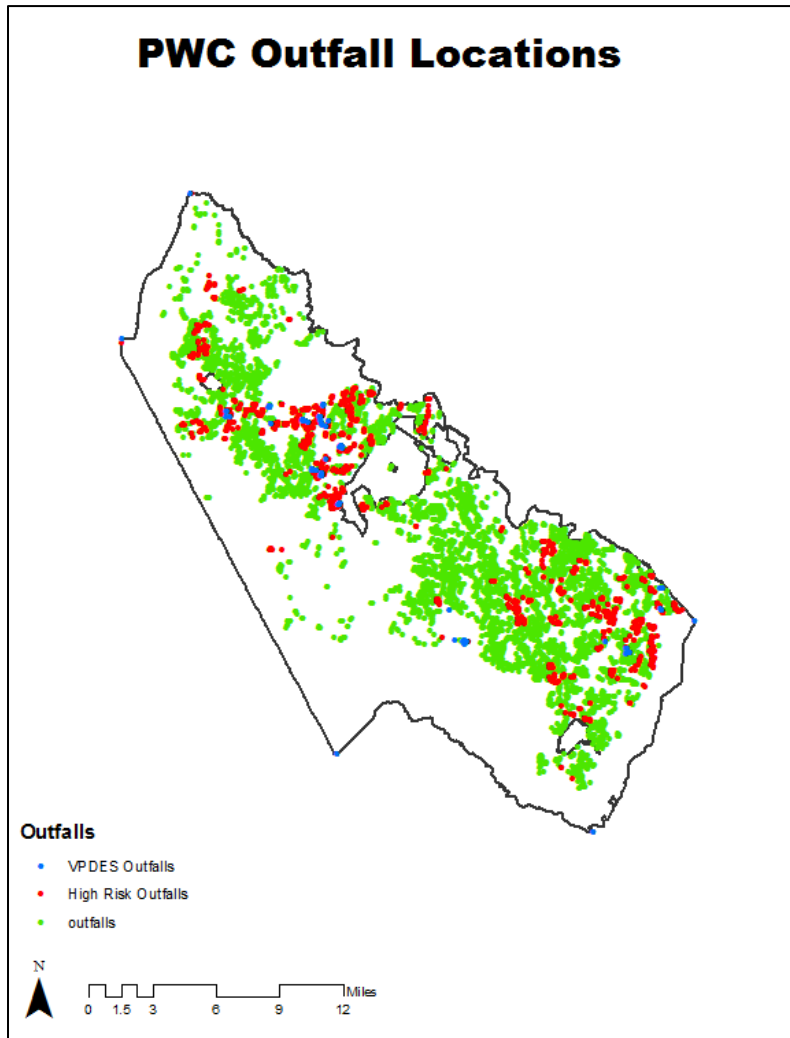 PWC Outfall Locations
Outfalls
VPDES Outfalls
High Risk Outfalls
outfalls
N
Miles
0 1.5 3 6 9 12